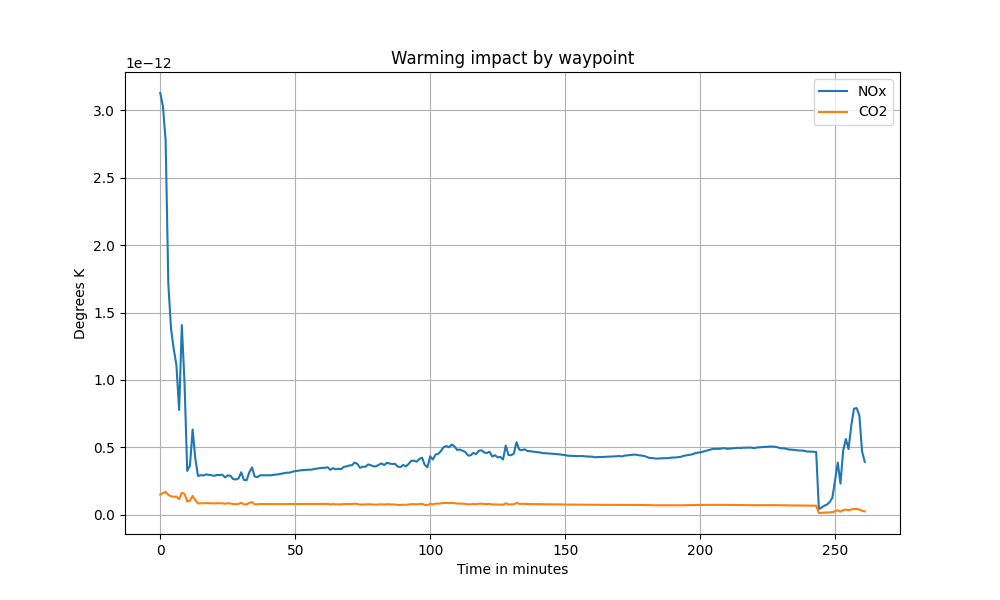 Warming impact by waypoint
1e−12
NOx
CO2
3.0
2.5
2.0
1.5
1.0
0.5
0.0
Degrees K
0 50 100 150 200 250
Time in minutes